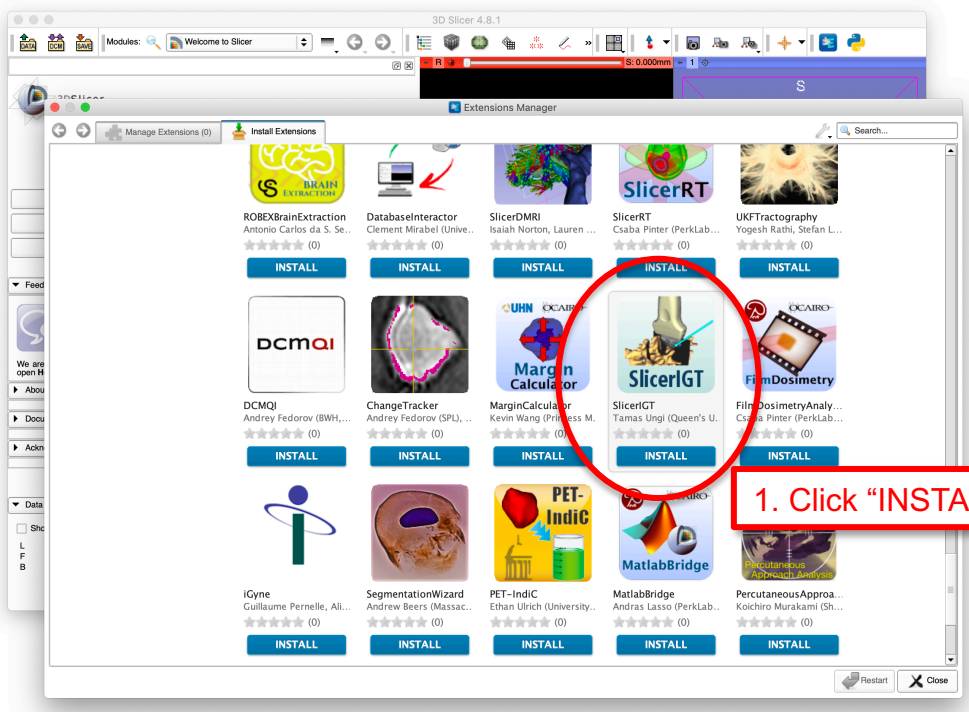 3D Slicer 4.8.1
DATA DCM SAVE Modules: Welcome to Slicer »
R S: 0.000mm 1
S
Extensions Manager
Manage Extensions (0) Install Extensions Search...
BRAIN
EXTRACTION
SlicerRT
ROBEXBrainExtraction DatabaseInteractor SlicerDMRI SlicerRT UKFTractography
Antonio Carlos da S. Se.. Clement Mirabel (Unive.. Isaiah Norton, Lauren ... Csaba Pinter (PerkLab... Yogesh Rathi, Stefan L...
(0) (0) (0) (0) (0)
INSTALL INSTALL INSTALL INSTALL INSTALL
Feed
UHN OCAIRO OCAIRO
DCMQI
Margin
Calculator
SlicerIGT
FilmDosimetry
We are
open H
Abou
Docu
Ackn
DCMQI ChangeTracker MarginCalculator SlicerIGT FilmDosimetryAnaly...
Andrey Fedorov (BWH,... Andrey Fedorov (SPL), .. Kevin Wang (Princess M. Tamas Ungi (Queen's U. Csaba Pinter (PerkLab...
(0) (0) (0) (0) (0)
INSTALL INSTALL INSTALL INSTALL INSTALL
1. Click “INSTA
PET-
IndiC
MatlabBridge
Percutaneous
Approach Analysis
Data
Sho
L
F
B
iGyne SegmentationWizard PET-IndiC MatlabBridge PercutaneousApproa...
Guillaume Pernelle, Ali... Andrew Beers (Massac.. Ethan Ulrich (University.. Andras Lasso (PerkLab.. Koichiro Murakami (Sh...
(0) (0) (0) (0) (0)
INSTALL INSTALL INSTALL INSTALL INSTALL
Restart Close